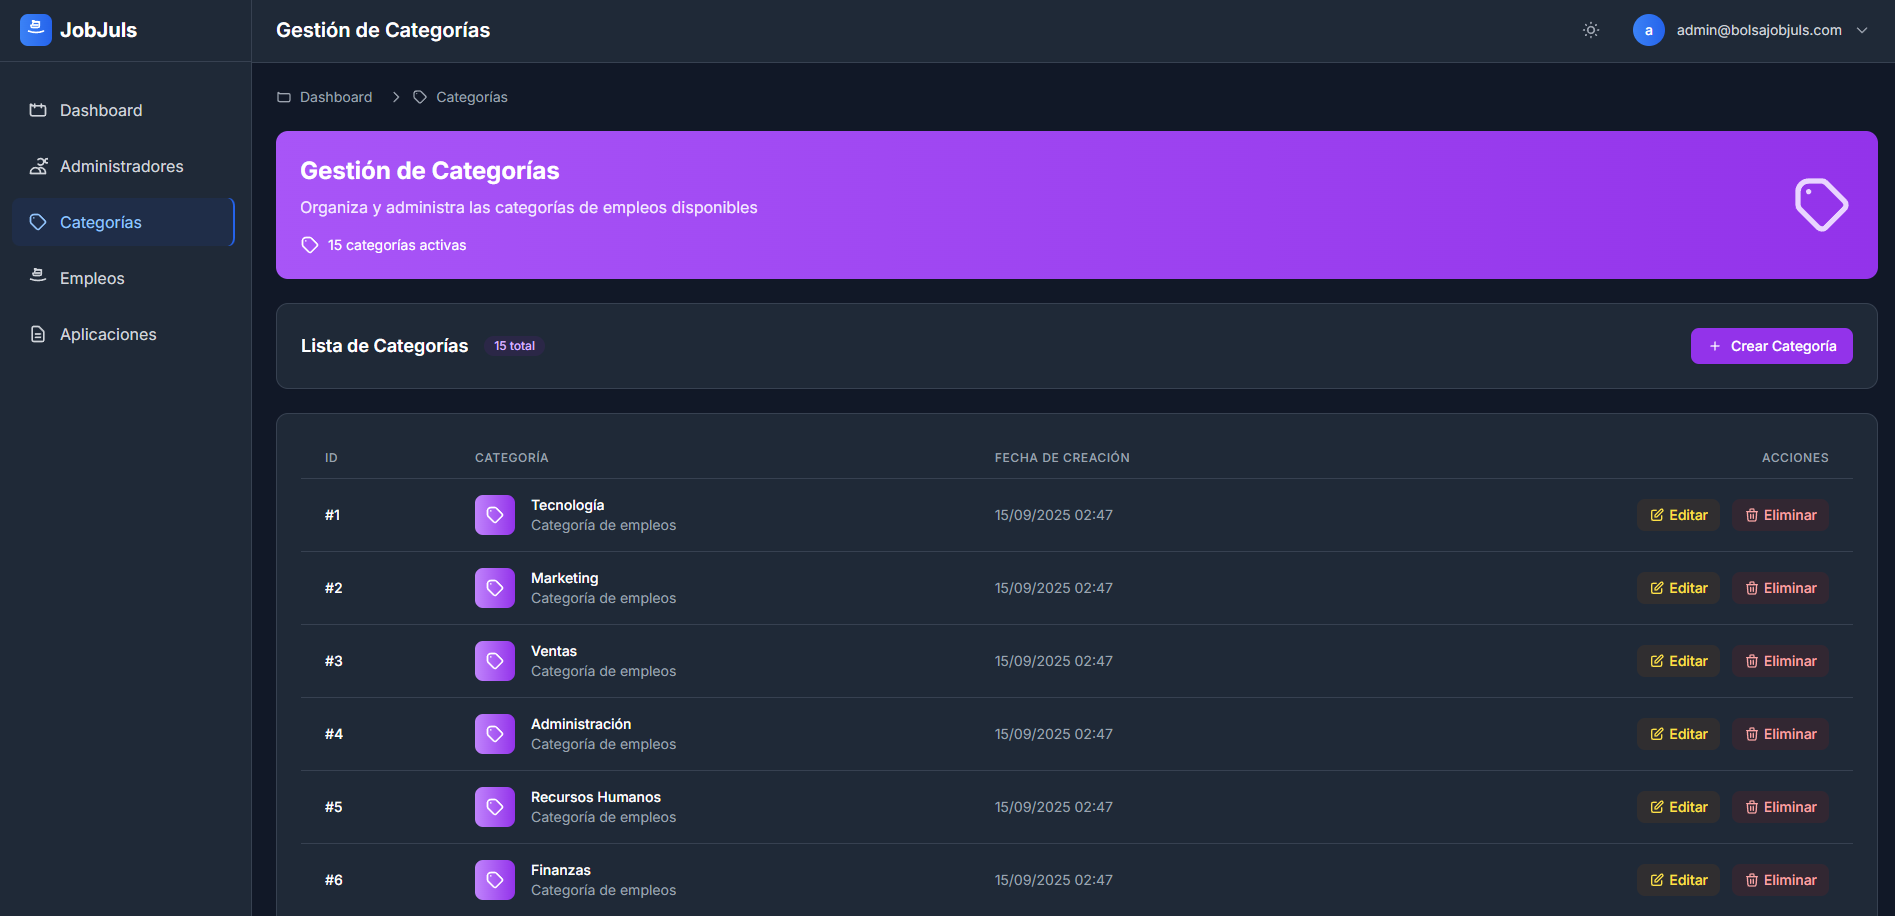 JobJuls
Gestión de Categorías
a
admin@bolsajobjuls.com
Dashboard
Administradores
Categorías
Empleos
Aplicaciones
Dashboard
Categorías
Gestión de Categorías
Organiza y administra las categorías de empleos disponibles
15 categorías activas
Lista de Categorías
15 total
+ Crear Categoría
ID CATEGORÍA FECHA DE CREACIÓN ACCIONES
#1 Tecnología 15/09/2025 02:47 Editar Eliminar
Categoría de empleos
#2 Marketing 15/09/2025 02:47 Editar Eliminar
Categoría de empleos
#3 Ventas 15/09/2025 02:47 Editar Eliminar
Categoría de empleos
#4 Administración 15/09/2025 02:47 Editar Eliminar
Categoría de empleos
#5 Recursos Humanos 15/09/2025 02:47 Editar Eliminar
Categoría de empleos
#6 Finanzas 15/09/2025 02:47 Editar Eliminar
Categoría de empleos